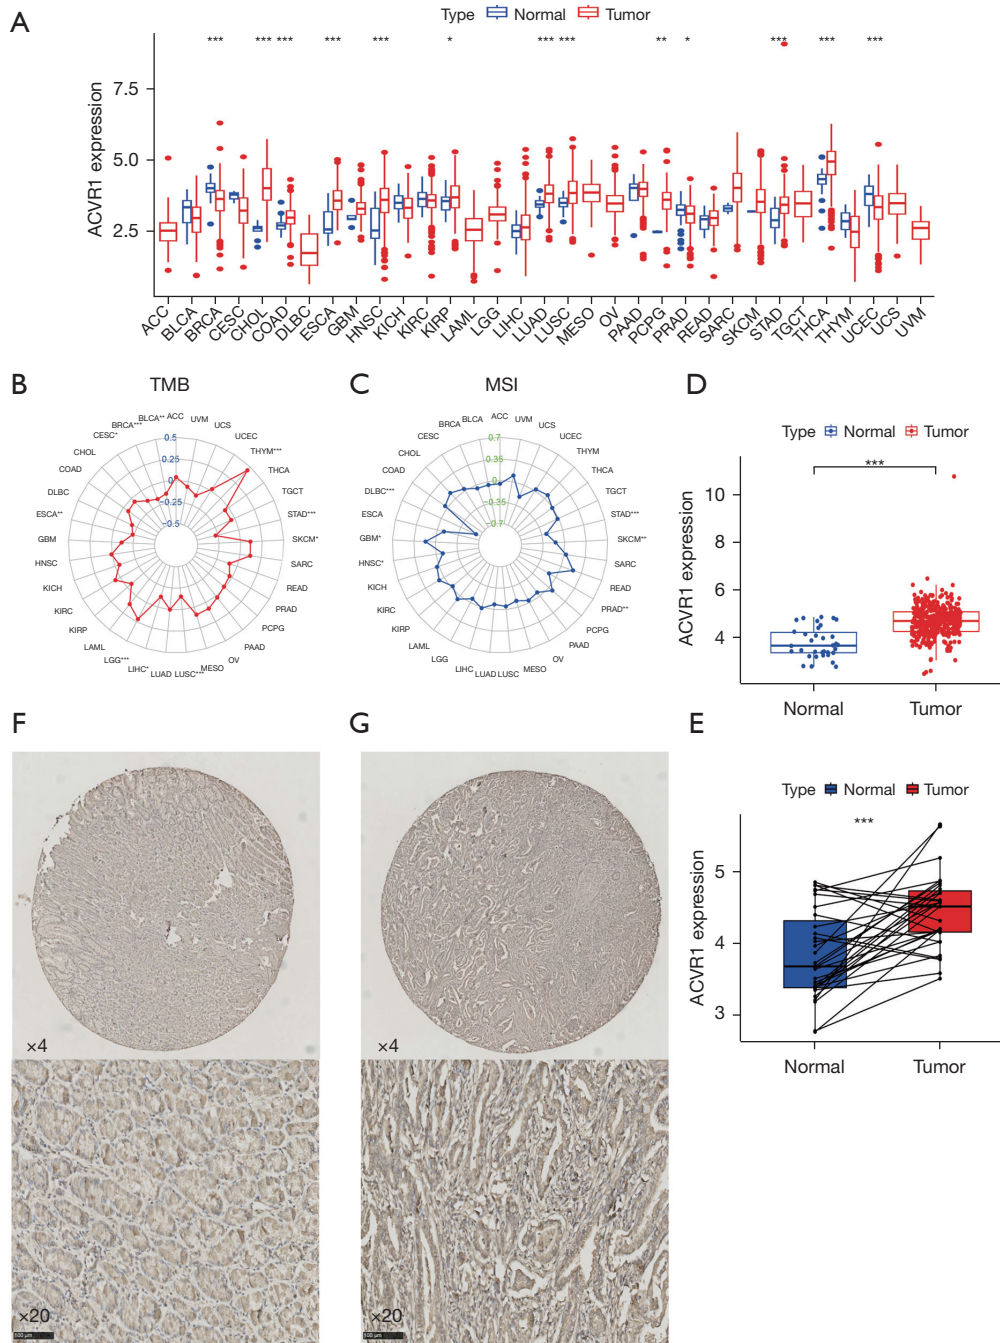 A
Type Normal Tumor
*** *** *** *** *** * *** *** ** * *** *** ***
ACVR1 expression
7.5
5.0
2.5
ACC BLCA BRCA CESC CHOL COAD DLBC ESCA GBM HNSC KICH KIRC KIRP LAML LGG LIHC LUAD LUSC MESO OV PAAD PCPG PRAD READ SARC SKCM STAD TGCT THCA THYM UCEC UCS UVM
B
TMB
ACC
UVM
UCS
UCEC
THYM***
THCA
TGCT
STAD***
SKCM*
SARC
READ
PRAD
PCPG
PAAD
OV
MESO
LUSC***
LUAD
LIHC*
LGG***
LAML
KIRP
KIRC
KICH
HNSC
GBM
ESCA**
DLBC
COAD
CHOL
CESC*
BRCA***
BLCA**
0.5
0.25
0
−0.25
−0.5
C
MSI
ACC
UVM
UCS
UCEC
THYM
THCA
TGCT
STAD***
SKCM**
SARC
READ
PRAD**
PCPG
PAAD
OV
MESO
LUSC
LUAD
LIHC
LGG
LAML
KIRP
KIRC
KICH
HNSC*
GBM*
ESCA
DLBC***
COAD
CHOL
CESC
BRCA
BLCA
0.7
0.35
0
−0.35
−0.7
D
Type Normal Tumor
***
ACVR1 expression
10
8
6
4
Normal Tumor
E
Type Normal Tumor
***
ACVR1 expression
5
4
3
Normal Tumor
F
×4
×20
100 μm
G
×4
×20
100 μm